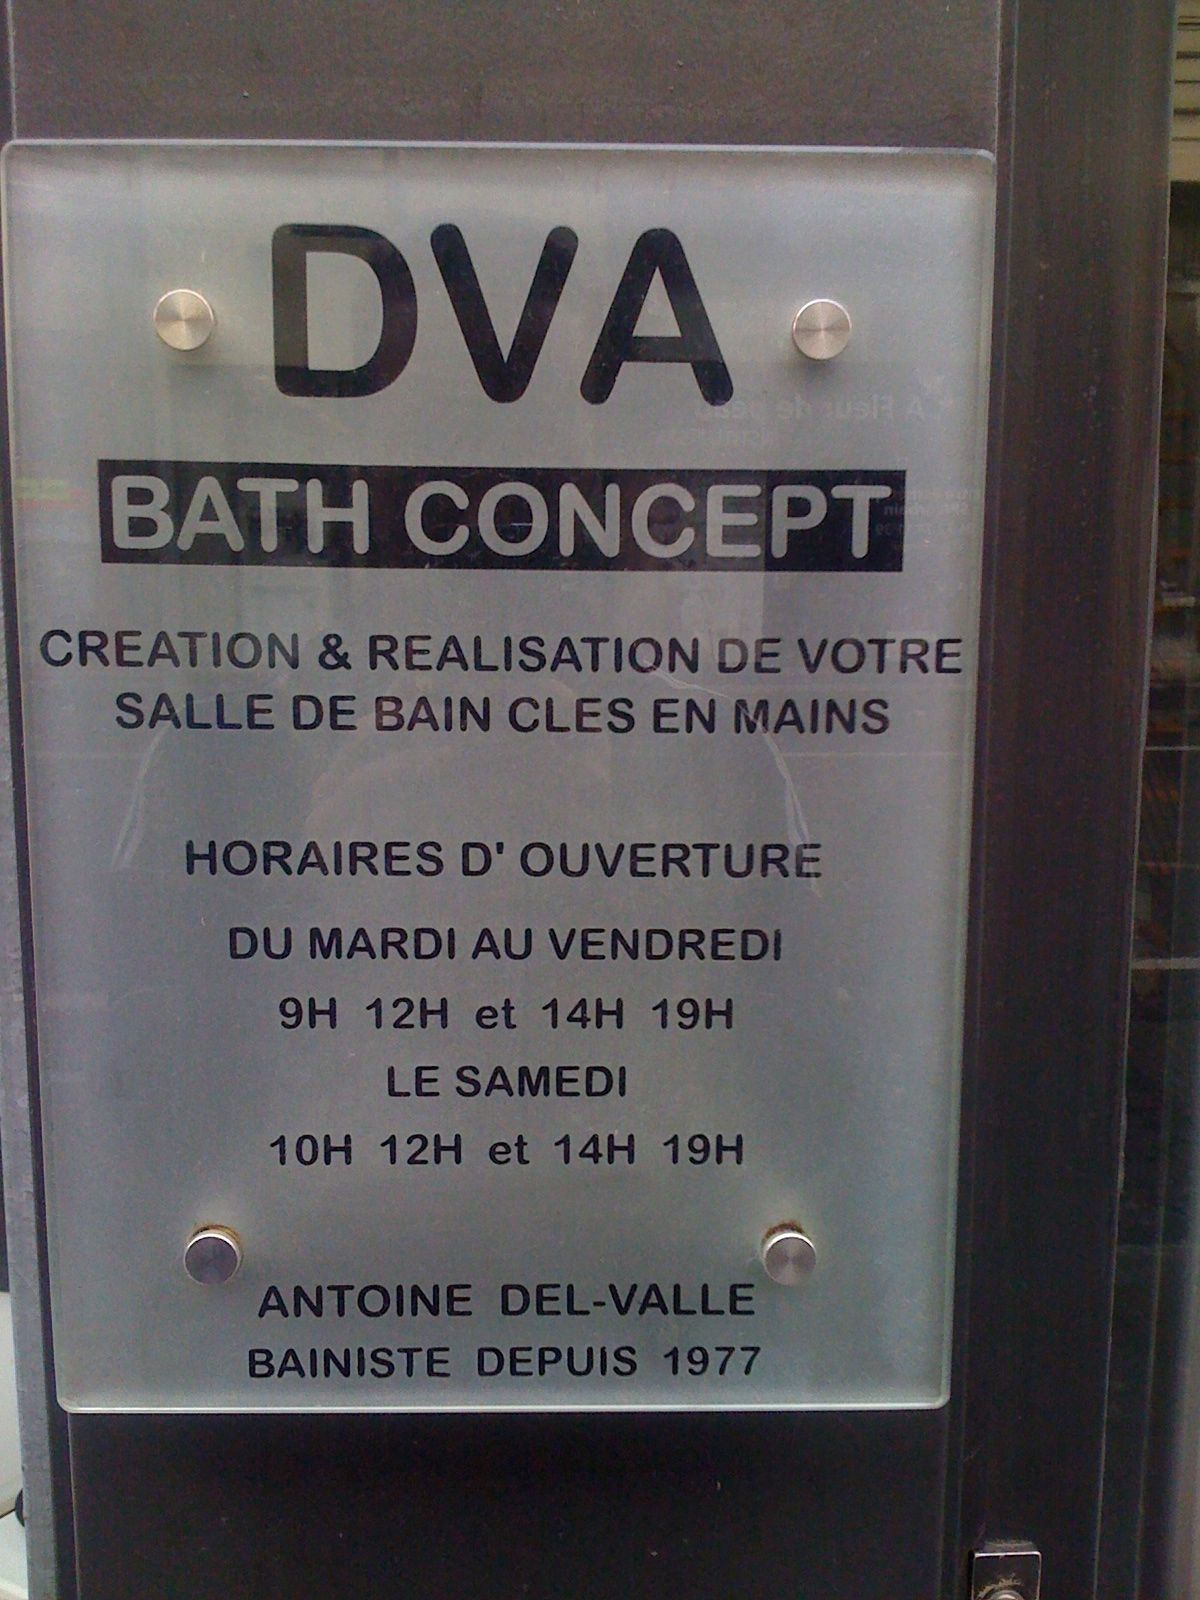 DVA
BATH CONCEPT
CREATION & REALISATION DE VOTRE
SALLE DE BAIN CLES EN MAINS
HORAIRES D' OUVERTURE
DU MARDI AU VENDREDI
9H 12H et 14H 19H
LE SAMEDI
10H 12H et 14H 19H
ANTOINE DEL-VALLE
BAINISTE DEPUIS 1977